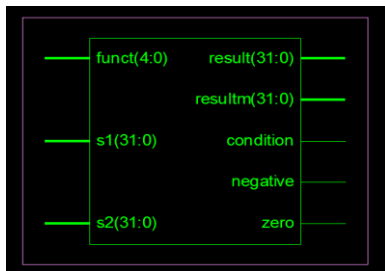 funct(4:0) result(31:0)
resultm(31:0)
s1(31:0) condition
negative
s2(31:0) zero